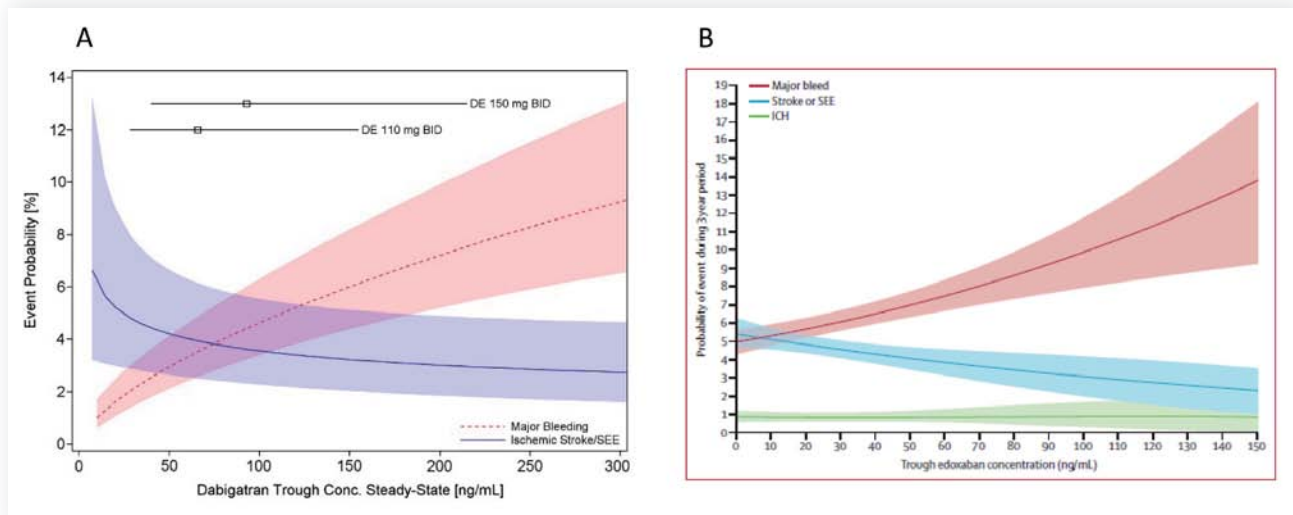 A
14
12
10
8
6
4
2
0
Event Probability [%]
DE 150 mg BID
DE 110 mg BID
Major Bleeding
Ischemic Stroke/SEE
0 50 100 150 200 250 300
Dabigatran Trough Conc. Steady-State [ng/mL]
B
19
18
17
16
15
14
13
12
11
10
9
8
7
6
5
4
3
2
1
0
Probability of event during 3 year period
Major bleed
Stroke or SEE
ICH
0 10 20 30 40 50 60 70 80 90 100 110 120 130 140 150
Trough edoxaban concentration (ng/mL)